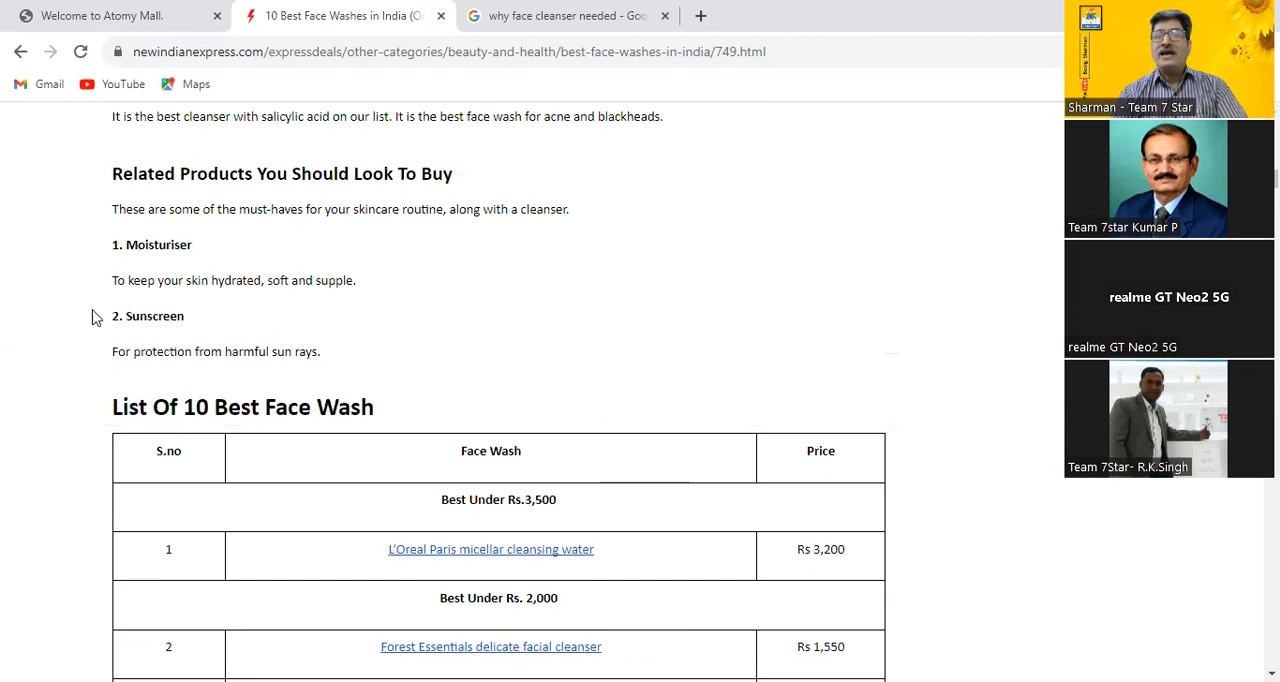 Welcome to Atomy Mall.
10 Best Face Washes in India (O
why face cleanser needed - Goo
newindianexpress.com/expressdeals/other-categories/beauty-and-health/best-face-washes-in-india/749.html
Gmail YouTube Maps
It is the best cleanser with salicylic acid on our list. It is the best face wash for acne and blackheads.
Related Products You Should Look To Buy
These are some of the must-haves for your skincare routine, along with a cleanser.
1. Moisturiser
To keep your skin hydrated, soft and supple.
2. Sunscreen
For protection from harmful sun rays.
List Of 10 Best Face Wash
S.no Face Wash Price
Best Under Rs.3,500
1 L'Oreal Paris micellar cleansing water Rs 3,200
Best Under Rs. 2,000
2 Forest Essentials delicate facial cleanser Rs 1,550
Being Sharman
Sharman - Team 7 Star
Team 7star Kumar P
realme GT Neo2 5G
realme GT Neo2 5G
Team 7Star- R.K.Singh